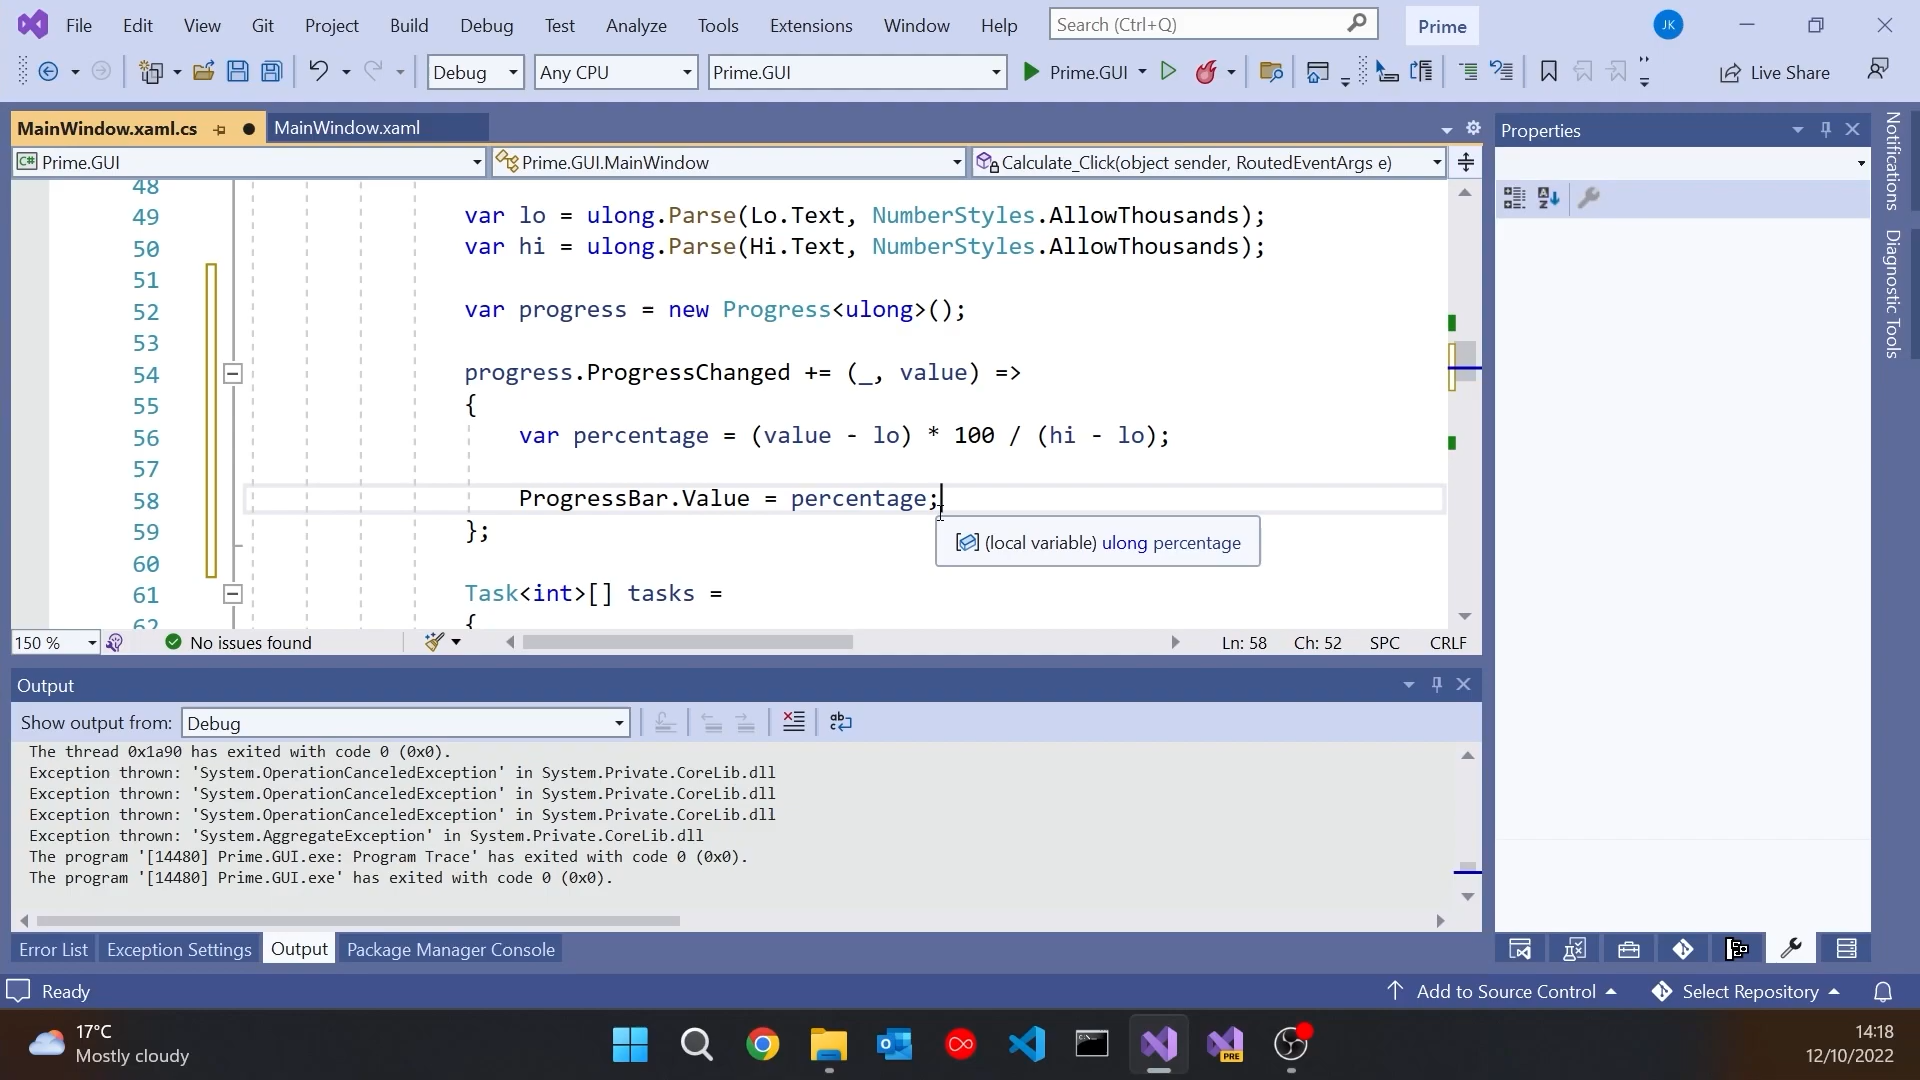 File Edit View Git Project Build Debug Test Analyze Tools Extensions Window Help Search (Ctrl+Q) Prime JK
Debug Any CPU Prime.GUI Prime.GUI Live Share
MainWindow.xaml.cs MainWindow.xaml Properties
Prime.GUI Prime.GUI.MainWindow Calculate_Click(object sender, RoutedEventArgs e)
48
49 var lo = ulong.Parse(Lo.Text, NumberStyles.AllowThousands);
50 var hi = ulong.Parse(Hi.Text, NumberStyles.AllowThousands);
51
52 var progress = new Progress<ulong>();
53
54 progress.ProgressChanged += (_, value) =>
55 {
56 var percentage = (value - lo) * 100 / (hi - lo);
57
58 ProgressBar.Value = percentage;
59 };
(local variable) ulong percentage
60
61 Task<int>[] tasks =
62 {
150 % No issues found Ln: 58 Ch: 52 SPC CRLF
Output
Show output from: Debug
The thread 0x1a90 has exited with code 0 (0x0).
Exception thrown: 'System.OperationCanceledException' in System.Private.CoreLib.dll
Exception thrown: 'System.OperationCanceledException' in System.Private.CoreLib.dll
Exception thrown: 'System.OperationCanceledException' in System.Private.CoreLib.dll
Exception thrown: 'System.AggregateException' in System.Private.CoreLib.dll
The program '[14480] Prime.GUI.exe: Program Trace' has exited with code 0 (0x0).
The program '[14480] Prime.GUI.exe' has exited with code 0 (0x0).
Error List Exception Settings Output Package Manager Console
Notifications
Diagnostic Tools
Ready Add to Source Control Select Repository
17°C
Mostly cloudy
PRE
14:18
12/10/2022